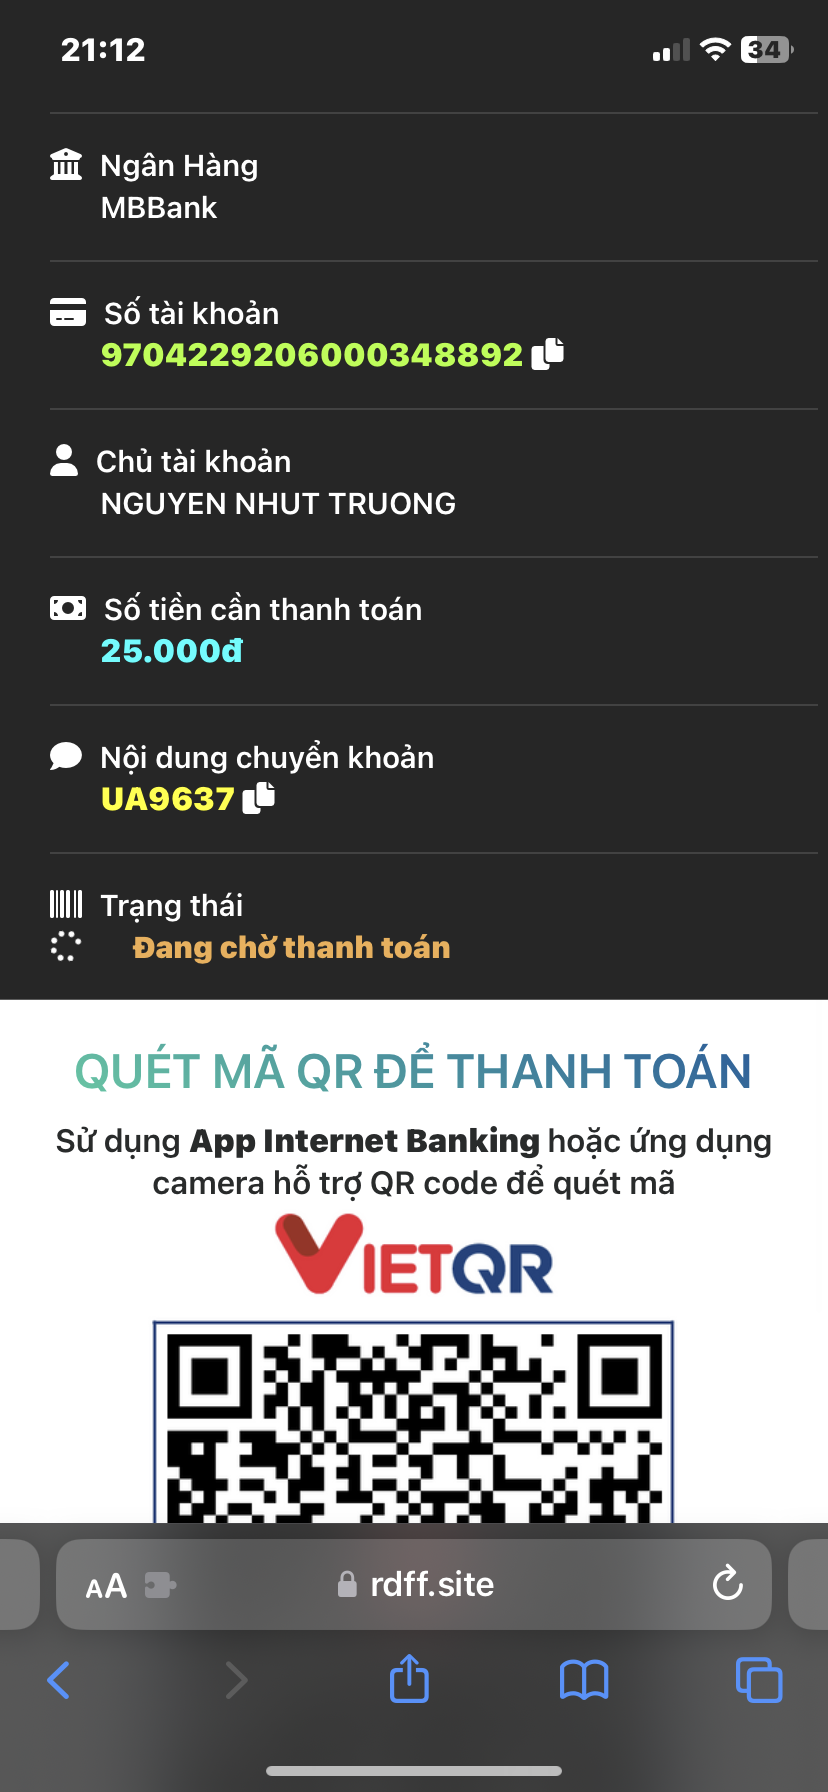 21:12
34
Ngân Hàng
MBBank
Số tài khoản
9704229206000348892
Chủ tài khoản
NGUYEN NHUT TRUONG
Số tiền cần thanh toán
25.000đ
Nội dung chuyển khoản
UA9637
Trạng thái
Đang chờ thanh toán
QUÉT MÃ QR ĐỂ THANH TOÁN
Sử dụng App Internet Banking hoặc ứng dụng
camera hỗ trợ QR code để quét mã
VIETQR
AA
rdff.site